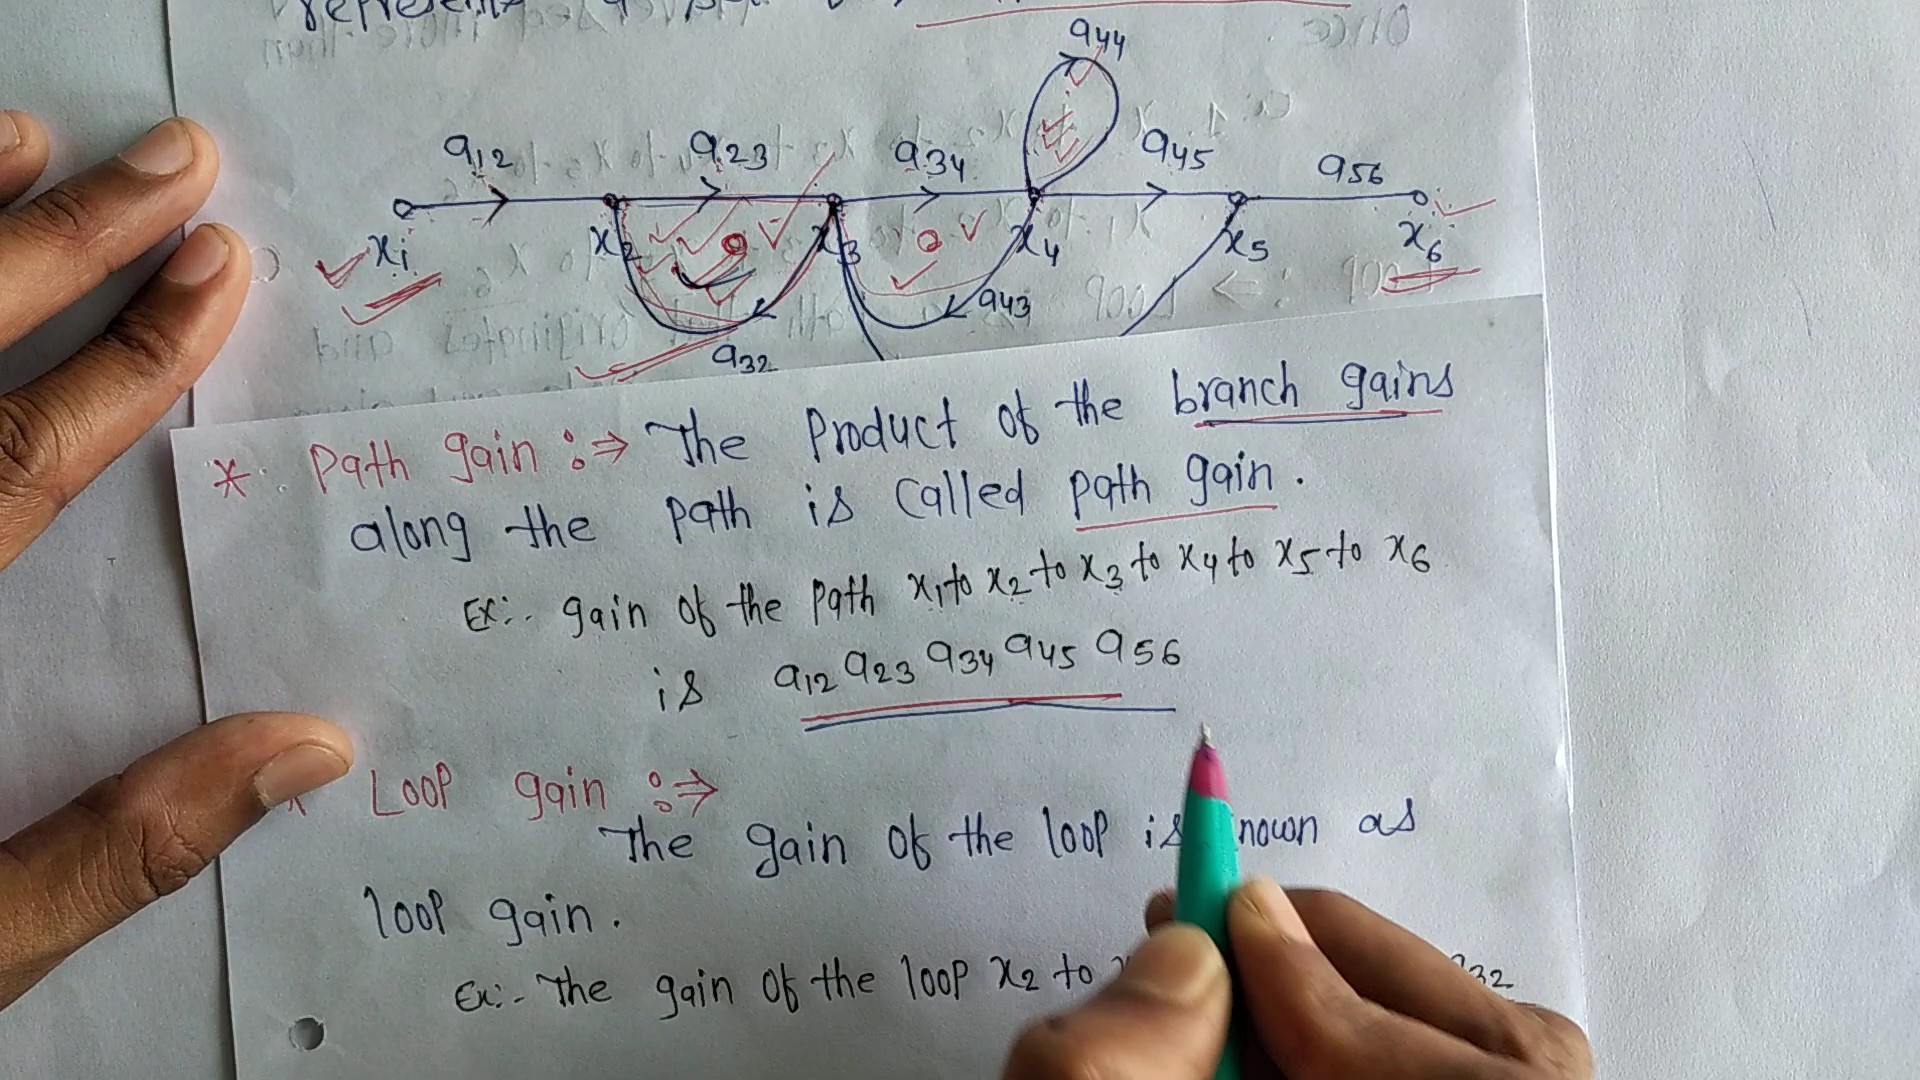 a44
a12 a23 a34 a45 a56
x1 x2 x3 x4 x5 x6
a43
a32
* Path gain :⇒ The Product of the branch gains
along the path is called path gain.
Ex:- gain of the path x1 to x2 to x3 to x4 to x5 to x6
is a12 a23 a34 a45 a56
* Loop gain :⇒
The gain of the loop is nown as
loop gain.
Ex:- The gain of the loop x2 to